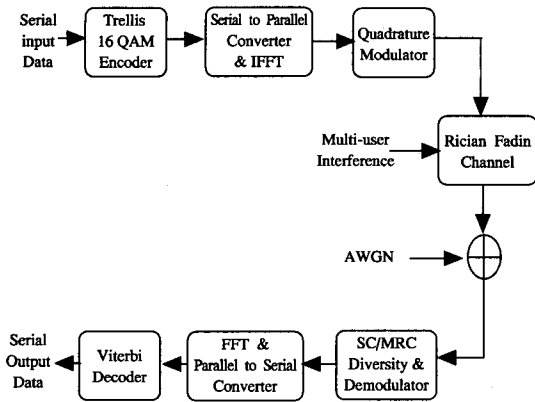 Serial
input
Data
Trellis
16 QAM
Encoder
Serial to Parallel
Converter
& IFFT
Quadrature
Modulator
Multi-user
Interference
Rician Fadin
Channel
AWGN
SC/MRC
Diversity &
Demodulator
FFT &
Parallel to Serial
Converter
Viterbi
Decoder
Serial
Output
Data